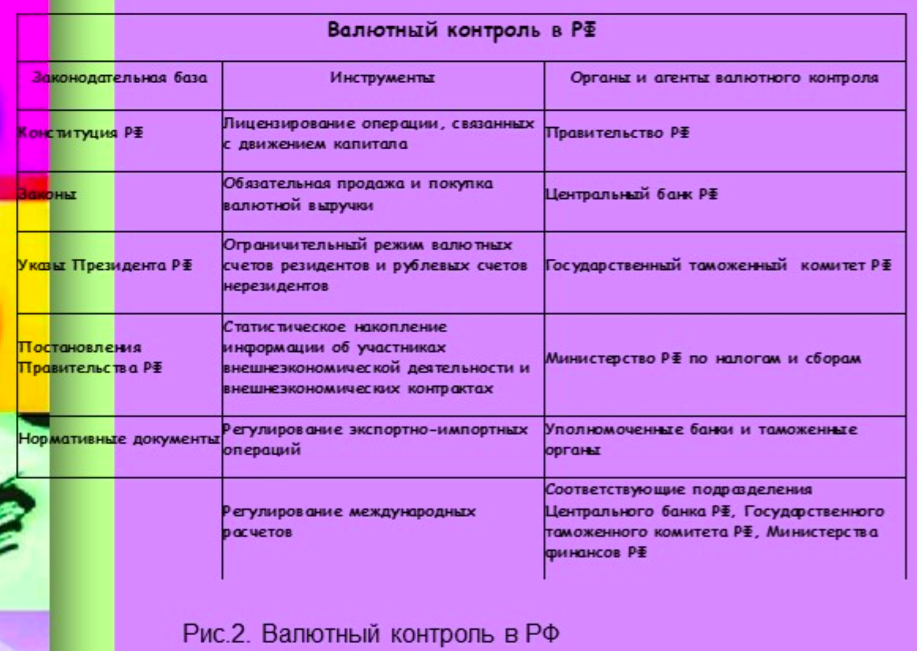 Валютный контроль в РФ
Законодательная база
Инструменты
Органы и агенты валютного контроля
Конституция РФ
Лицензирование операции, связанных
с движением капитала
Правительство РФ
Законы
Обязательная продажа и покупка
валютной выручки
Центральный банк РФ
Указы Президента РФ
Ограничительный режим валютных
счетов резидентов и рублевых счетов
нерезидентов
Государственный таможенный комитет РФ
Постановления
Правительства РФ
Статистическое накопление
информации об участниках
внешнеэкономической деятельности и
внешнеэкономических контрактах
Министерство РФ по налогам и сборам
Нормативные документы
Регулирование экспортно-импортных
операций
Уполномоченные банки и таможенные
органы
Регулирование международных
расчетов
Соответствующие подразделения
Центрального банка РФ, Государственного
таможенного комитета РФ, Министерства
финансов РФ
Рис.2. Валютный контроль в РФ